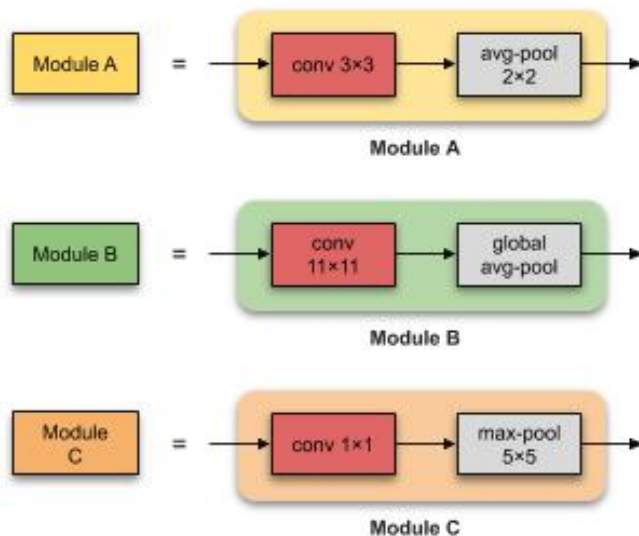 Module A
=
conv 3×3
avg-pool
2×2
Module A
Module B
=
conv
11×11
global
avg-pool
Module B
Module
C
=
conv 1×1
max-pool
5×5
Module C